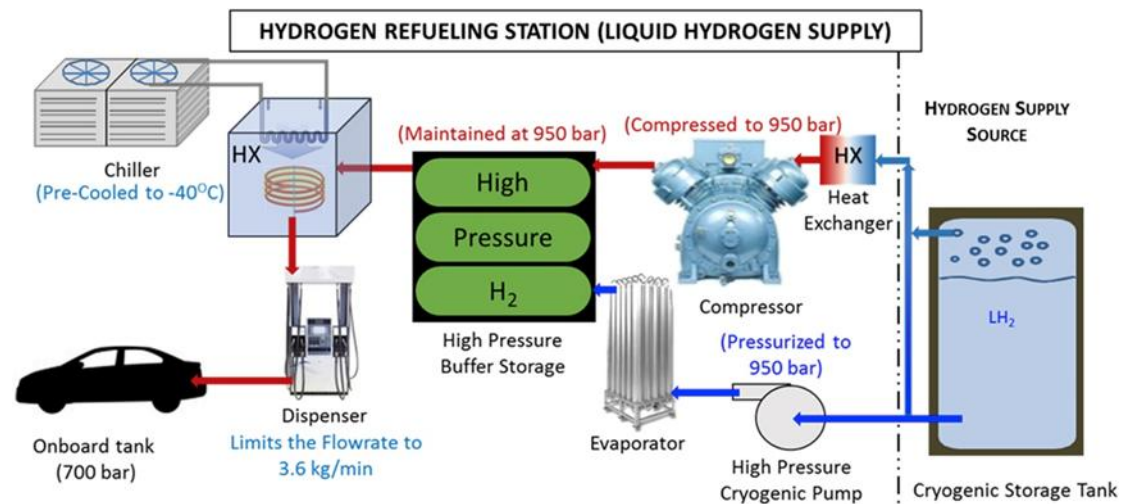 HYDROGEN REFUELING STATION (LIQUID HYDROGEN SUPPLY)
HYDROGEN SUPPLY
SOURCE
Chiller
(Pre-Cooled to -40⁰C)
HX
(Maintained at 950 bar)
High
Pressure
H₂
High Pressure
Buffer Storage
(Compressed to 950 bar)
Compressor
HX
Heat
Exchanger
LH₂
Cryogenic Storage Tank
(Pressurized to
950 bar)
High Pressure
Cryogenic Pump
Evaporator
Dispenser
Limits the Flowrate to
3.6 kg/min
Onboard tank
(700 bar)